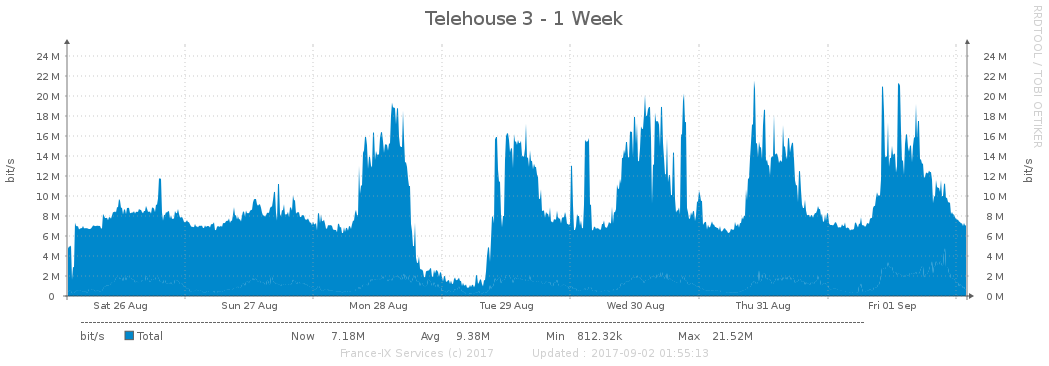 Telehouse 3 - 1 Week
RRDTOOL / TOBI OETIKER
bit/s
24 M 24 M
22 M 22 M
20 M 20 M
18 M 18 M
16 M 16 M
14 M 14 M
12 M 12 M
10 M 10 M
8 M 8 M
6 M 6 M
4 M 4 M
2 M 2 M
0 0 M
bit/s
Sat 26 Aug Sun 27 Aug Mon 28 Aug Tue 29 Aug Wed 30 Aug Thu 31 Aug Fri 01 Sep
bit/s Total Now 7.18M Avg 9.38M Min 812.32k Max 21.52M
France-IX Services (c) 2017 Updated : 2017-09-02 01:55:13